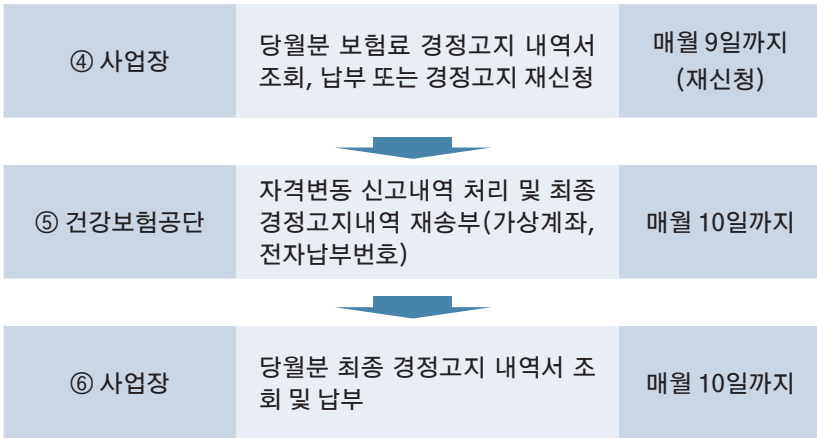 ④ 사업장
당월분 보험료 경정고지 내역서
조회, 납부 또는 경정고지 재신청
매월 9일까지
(재신청)
⑤ 건강보험공단
자격변동 신고내역 처리 및 최종
경정고지내역 재송부(가상계좌,
전자납부번호)
매월 10일까지
⑥ 사업장
당월분 최종 경정고지 내역서 조
회 및 납부
매월 10일까지